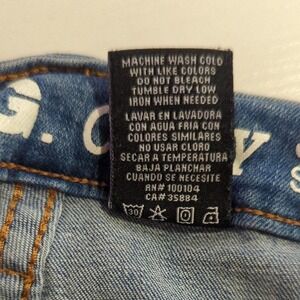 MACHINE WASH COLD
WITH LIKE COLORS
DO NOT BLEACH
TUMBLE DRY LOW
IRON WHEN NEEDED
LAVAR EN LAVADORA
CON AGUA FRIA CON
COLORES SIMILARES
NO USAR CLORO
SECAR A TEMPERATURA
BAJA PLANCHAR
CUANDO SE NECESITE
RN# 100104
CA# 35884
30
G.